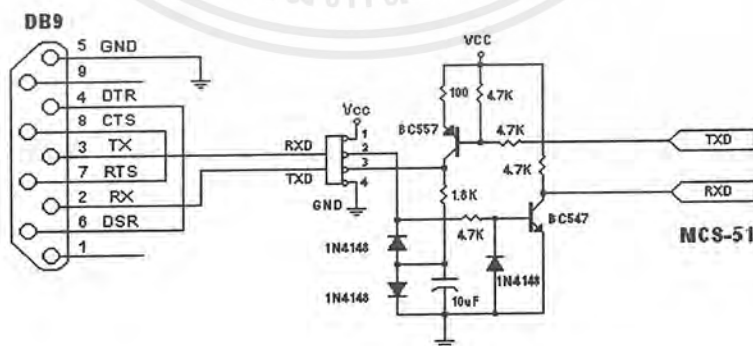 DB9
5 GND
9
4 DTR
8 CTS
3 TX
7 RTS
2 RX
6 DSR
1
RXD
TXD
Vcc
1
2
3
4
GND
VCC
100
4.7K
BC557
4.7K
4.7K
1.8K
4.7K
BC547
1N4148
1N4148
1N4148
10uF
TXD
RXD
MCS-51